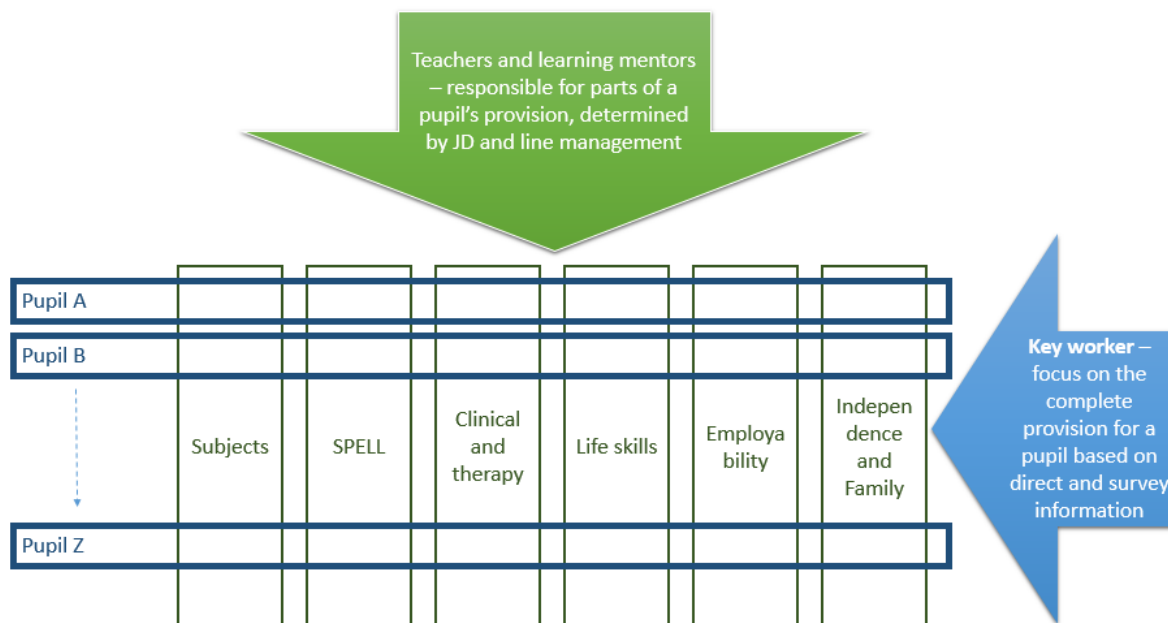 Teachers and learning mentors
– responsible for parts of a
pupil's provision, determined
by JD and line management
Pupil A
Pupil B
Subjects
SPELL
Clinical
and
therapy
Life skills
Employa
bility
Indepen
dence
and
Family
Key worker –
focus on the
complete
provision for a
pupil based on
direct and survey
information
Pupil Z